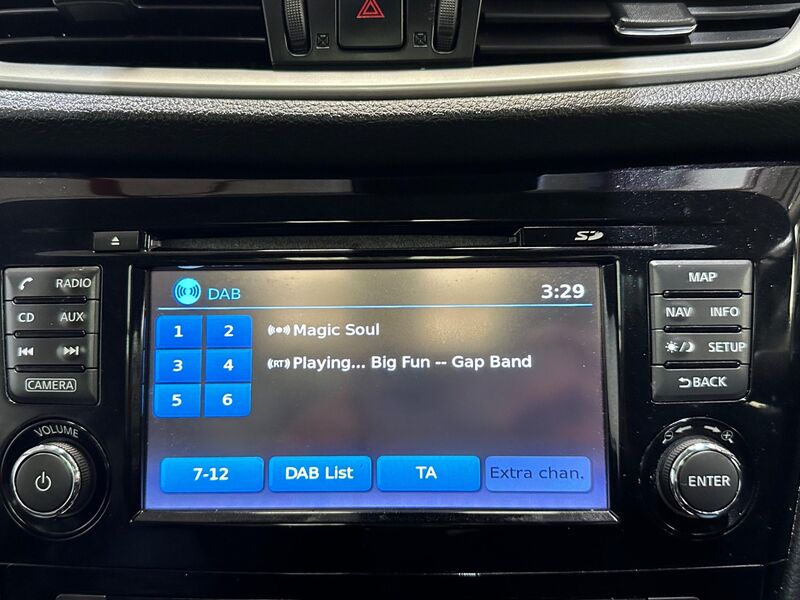 SD
RADIO
CD AUX
CAMERA
VOLUME
DAB 3:29
1 2 Magic Soul
3 4 RT Playing... Big Fun -- Gap Band
5 6
7-12 DAB List TA Extra chan.
MAP
NAV INFO
SETUP
BACK
ENTER